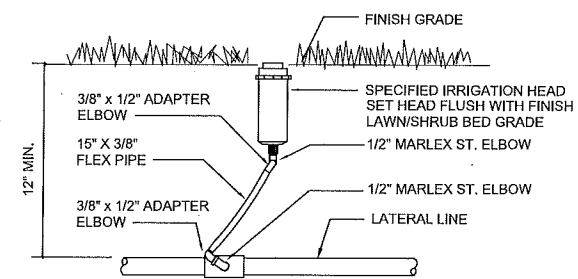 FINISH GRADE
SPECIFIED IRRIGATION HEAD
SET HEAD FLUSH WITH FINISH
LAWN/SHRUB BED GRADE
3/8" x 1/2" ADAPTER
ELBOW
15" X 3/8"
FLEX PIPE
1/2" MARLEX ST. ELBOW
12" MIN.
1/2" MARLEX ST. ELBOW
3/8" x 1/2" ADAPTER
ELBOW
LATERAL LINE